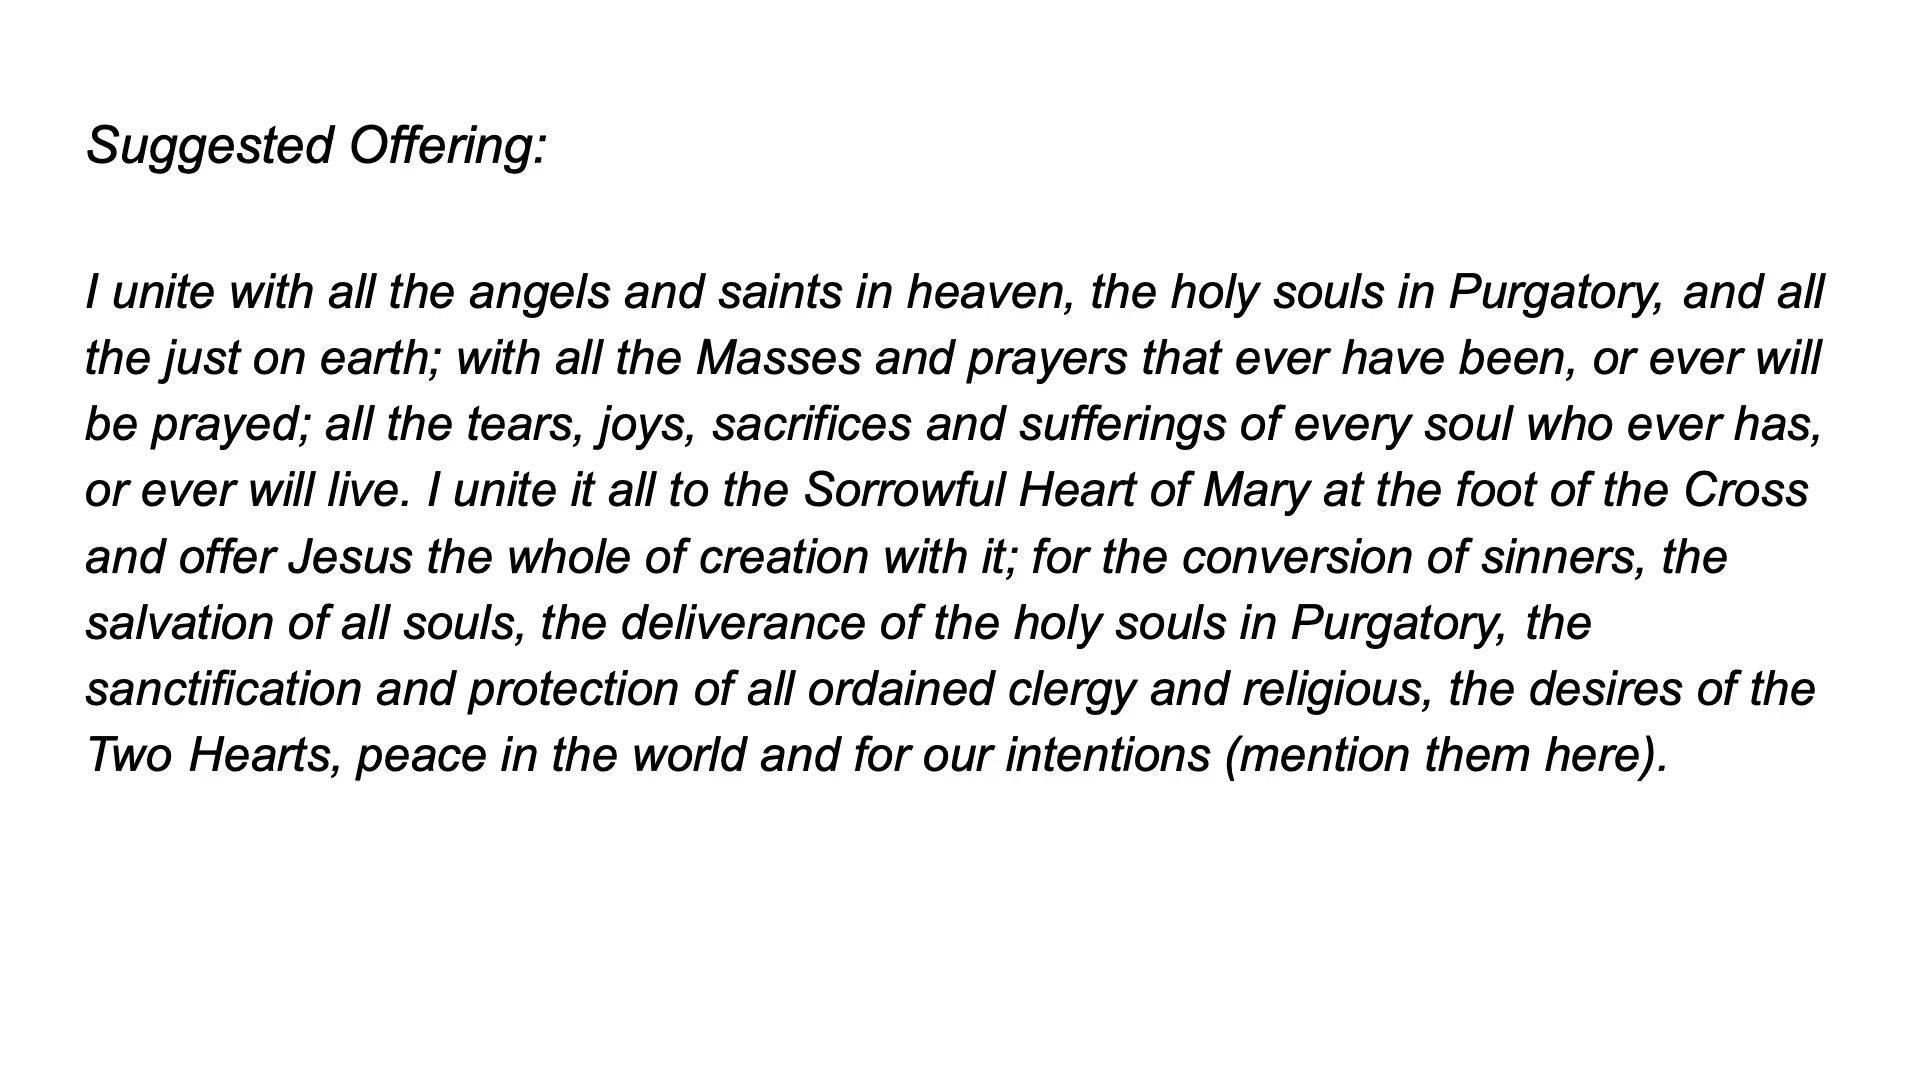 Suggested Offering:
I unite with all the angels and saints in heaven, the holy souls in Purgatory, and all
the just on earth; with all the Masses and prayers that ever have been, or ever will
be prayed; all the tears, joys, sacrifices and sufferings of every soul who ever has,
or ever will live. I unite it all to the Sorrowful Heart of Mary at the foot of the Cross
and offer Jesus the whole of creation with it; for the conversion of sinners, the
salvation of all souls, the deliverance of the holy souls in Purgatory, the
sanctification and protection of all ordained clergy and religious, the desires of the
Two Hearts, peace in the world and for our intentions (mention them here).